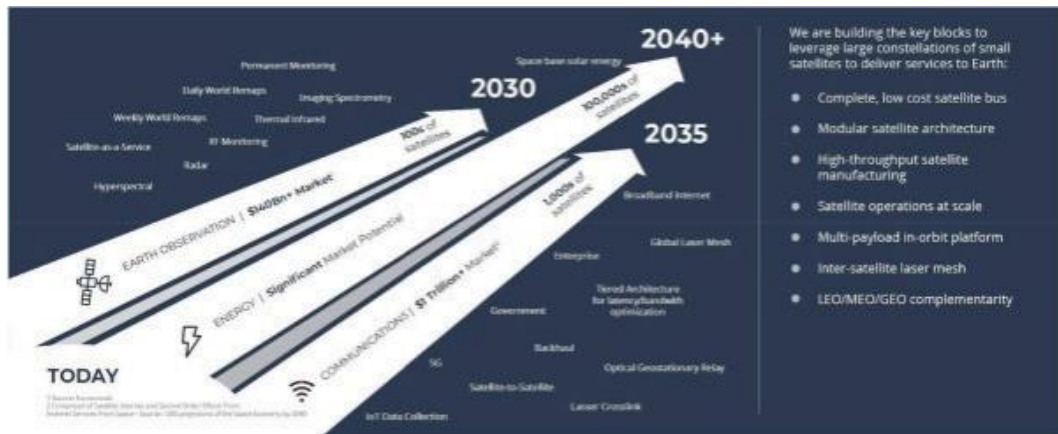 2040+
2030
2035
Space base solar energy
Permanent Monitoring
Daily World Remaps
Imaging Spectrometry
Weekly World Remaps
Thermal Infrared
Satellite-as-a-Service
Radar
Hyperspectral
100s of
satellites
100,000s of
satellites
1,000s of
satellites
EARTH OBSERVATION | $140Bn+ Market
ENERGY | Significant Market Potential
COMMUNICATIONS | $1 Trillion+ Market
Broadband Internet
Global Laser Mesh
Enterprise
Tiered Architecture
for latency/bandwith
optimization
Government
Backhaul
5G
Optical Geostationary Relay
Satellite-to-Satellite
Lasser Crosslink
IoT Data Collection
TODAY
We are building the key blocks to
leverage large constellations of small
satellites to deliver services to Earth:
Complete, low cost satellite bus
Modular satellite architecture
High-throughput satellite
manufacturing
Satellite operations at scale
Multi-payload in-orbit platform
Inter-satellite laser mesh
LEO/MEO/GEO complementarity